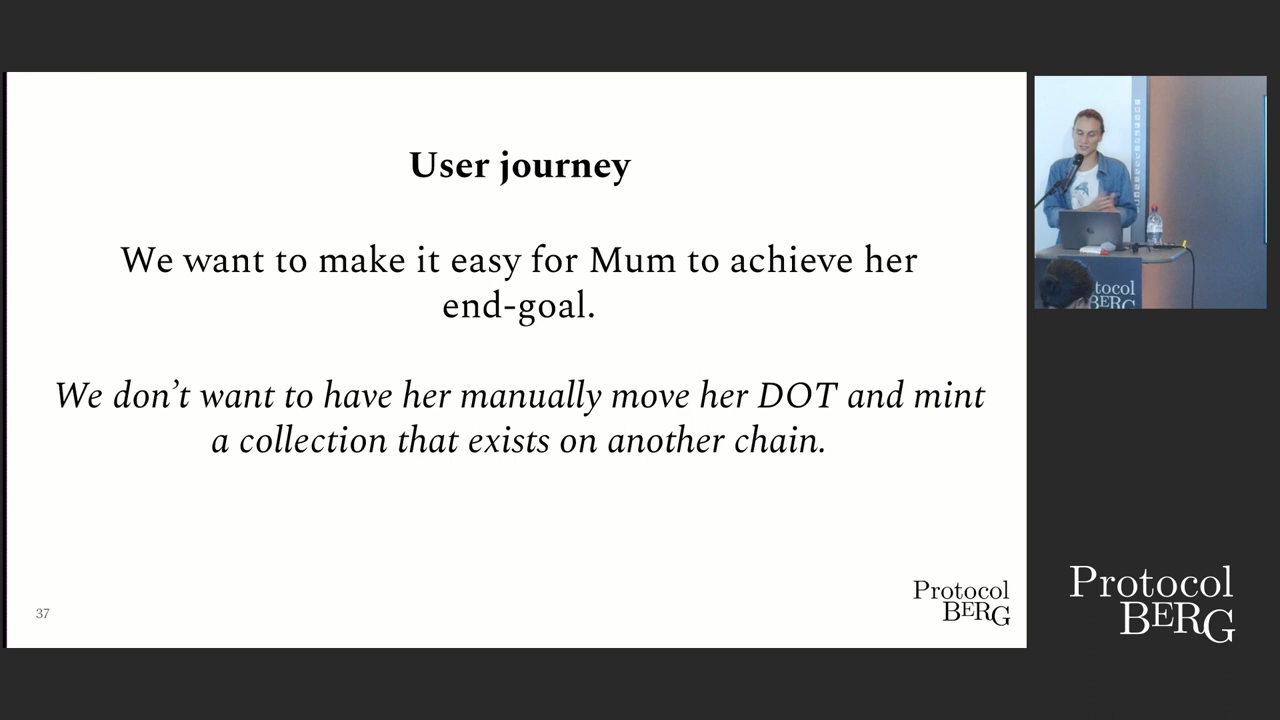 User journey
We want to make it easy for Mum to achieve her
end-goal.
We don't want to have her manually move her DOT and mint
a collection that exists on another chain.
37
Protocol
BERG
tocol
BERG
Protocol
BERG